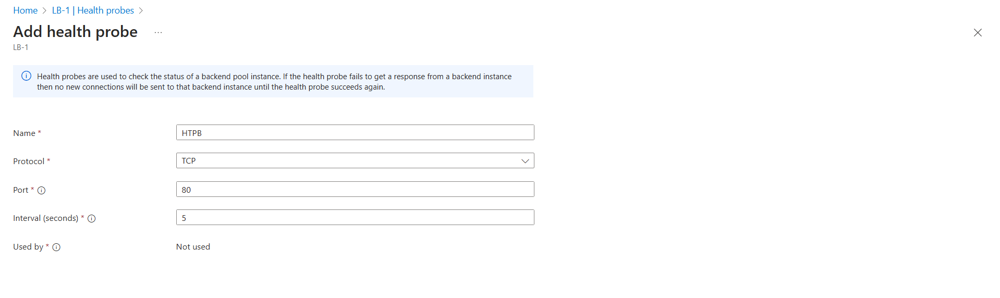 Home > LB-1 | Health probes >
Add health probe ...
LB-1
Health probes are used to check the status of a backend pool instance. If the health probe fails to get a response from a backend instance
then no new connections will be sent to that backend instance until the health probe succeeds again.
Name * HTPB
Protocol * TCP
Port * 80
Interval (seconds) * 5
Used by * Not used